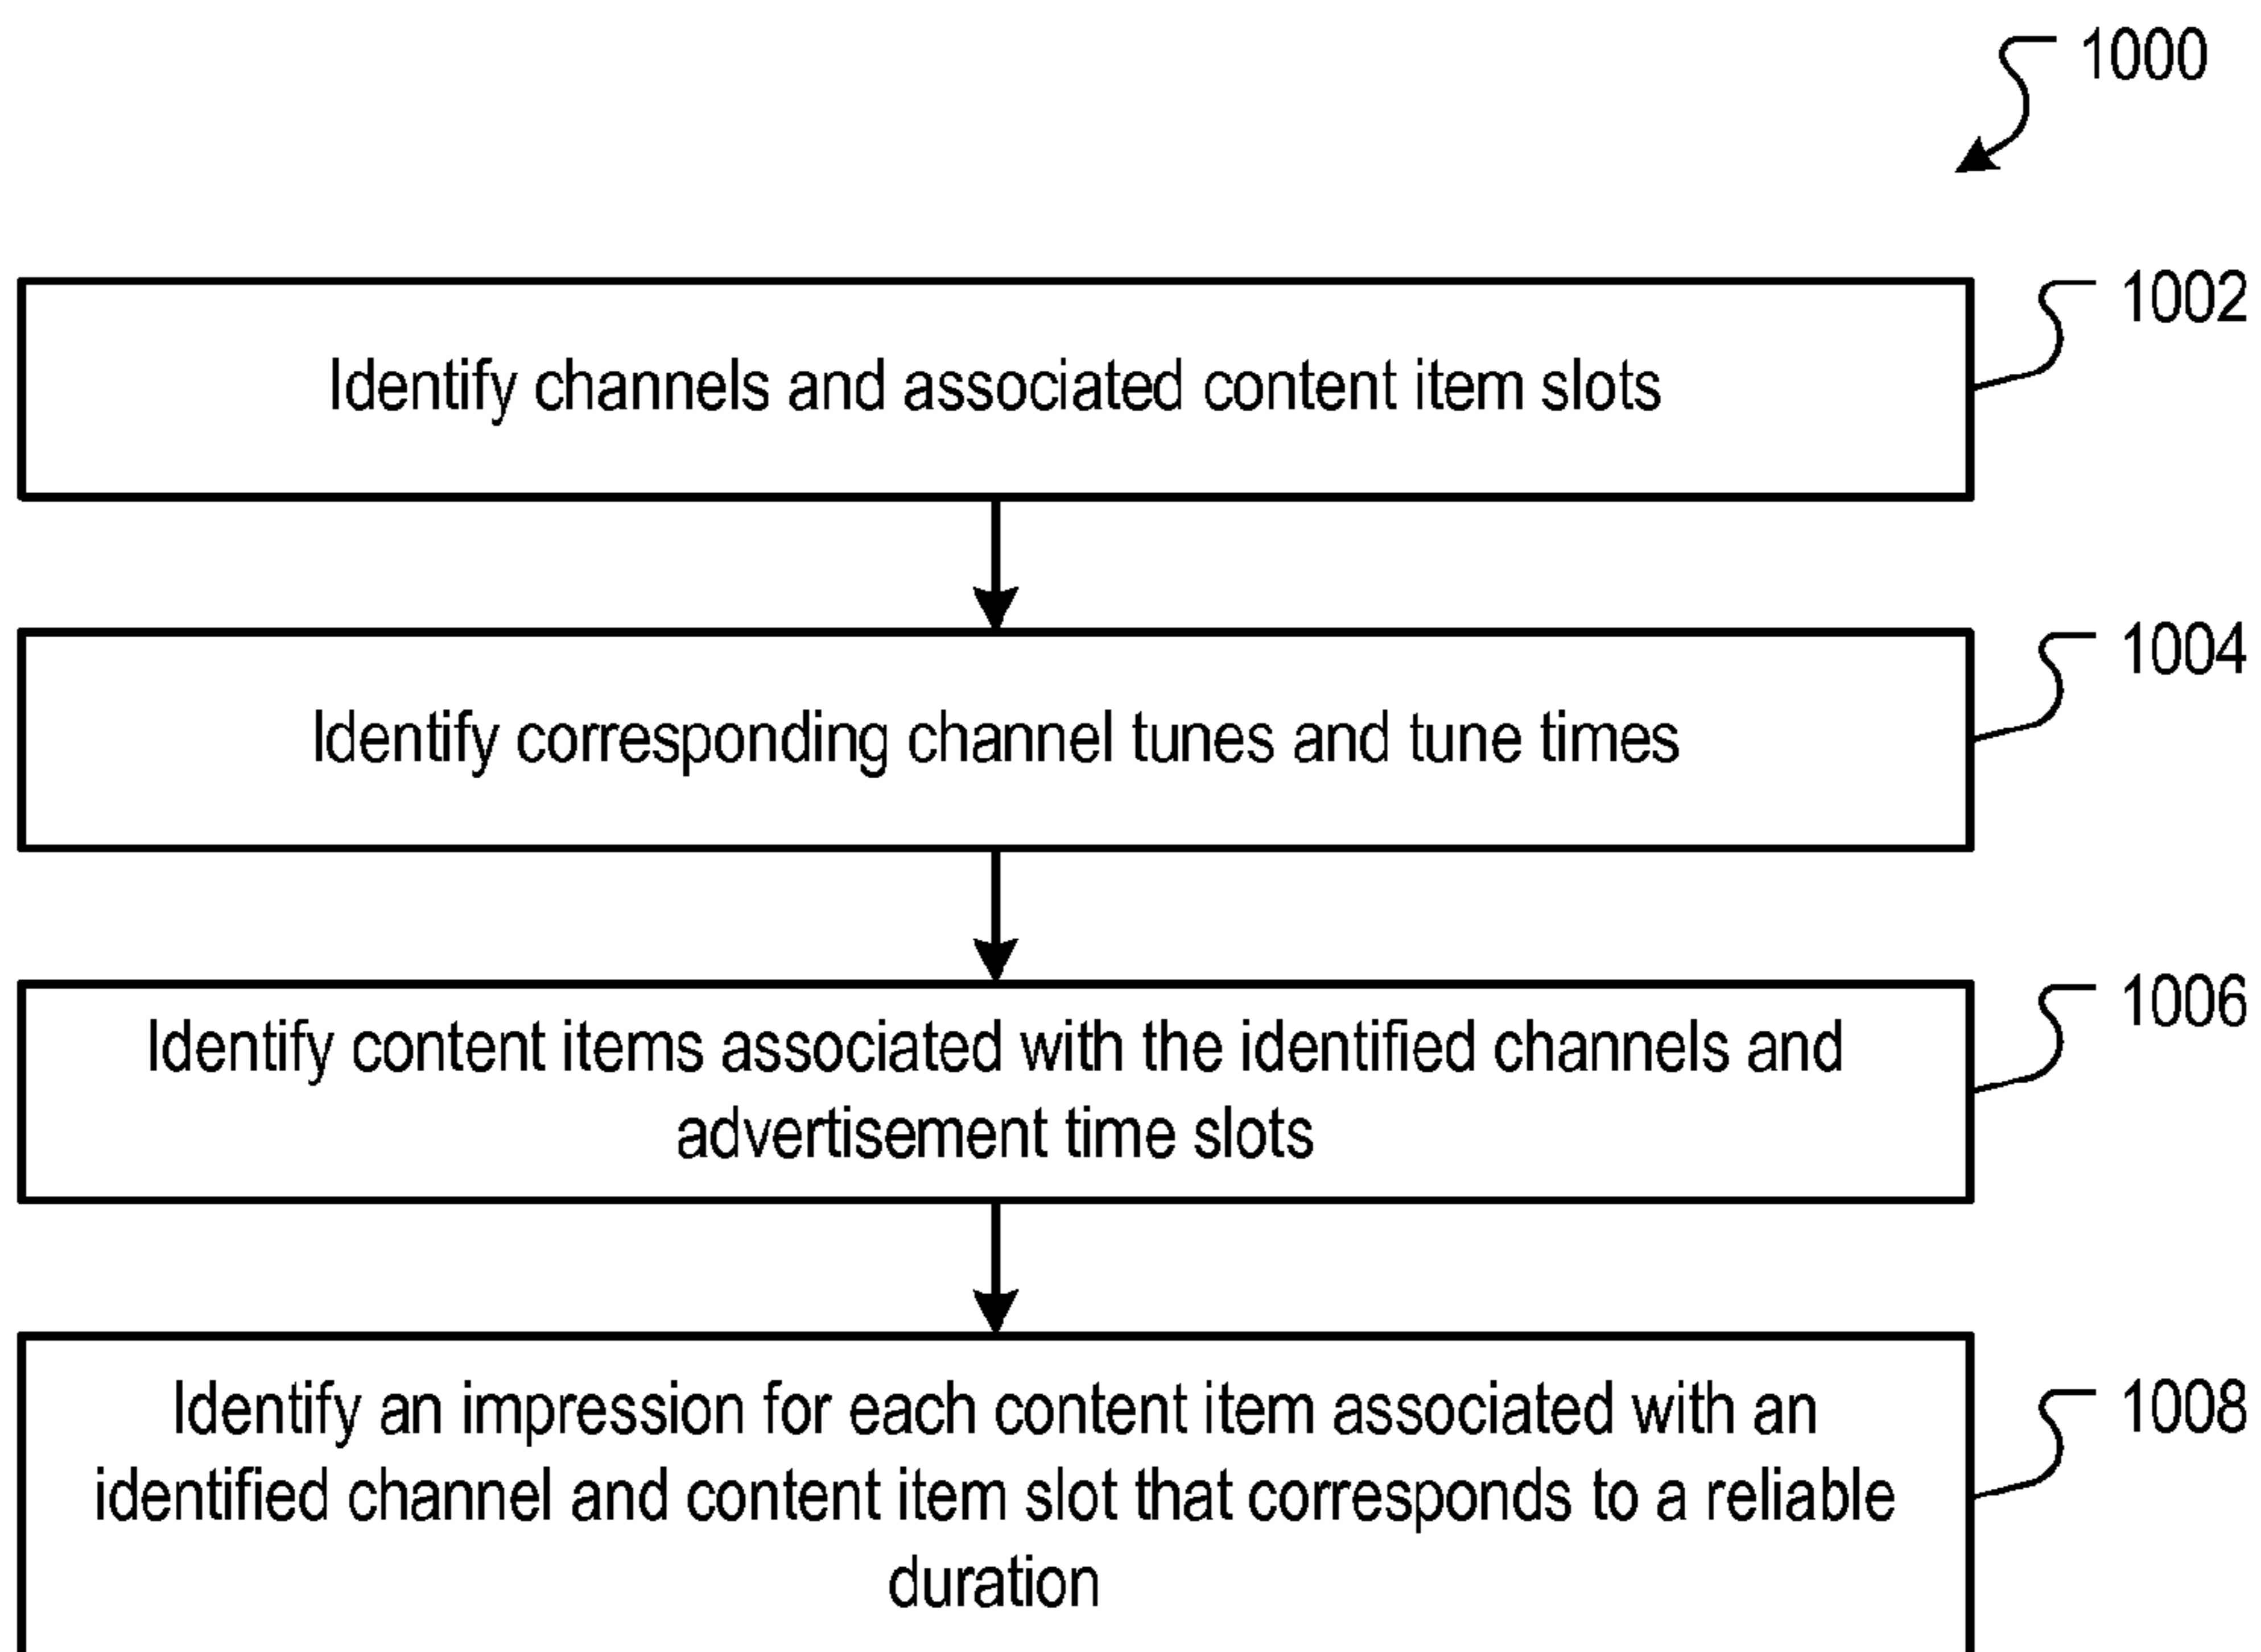 1000
1002
Identify channels and associated content item slots
1004
Identify corresponding channel tunes and tune times
1006
Identify content items associated with the identified channels and
advertisement time slots
1008
Identify an impression for each content item associated with an
identified channel and content item slot that corresponds to a reliable
duration